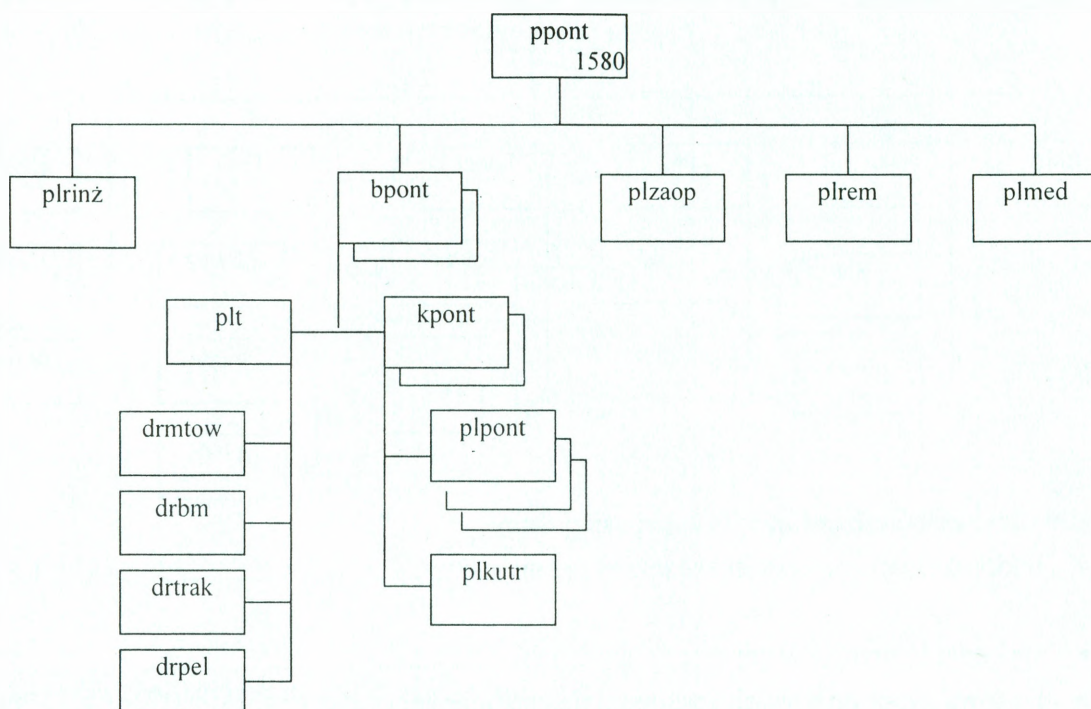 ppont
1580
plrinż
bpont
plzaop
plrem
plmed
plt
kpont
drmtow
plpont
drbm
plkutr
drtrak
drpel